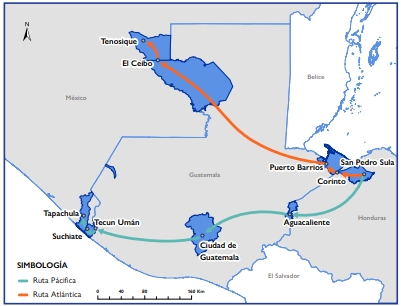 N
Tenosique
El Ceibo
Belice
México
San Pedro Sula
Puerto Barrios
Corinto
Guatemala
Tapachula
Tecun Umán
Aguacaliente
Honduras
Suchiate
Ciudad de
Guatemala
SIMBOLOGÍA
El Salvador
Ruta Pácifica
Ruta Atlántica
0 40 80 160 Km